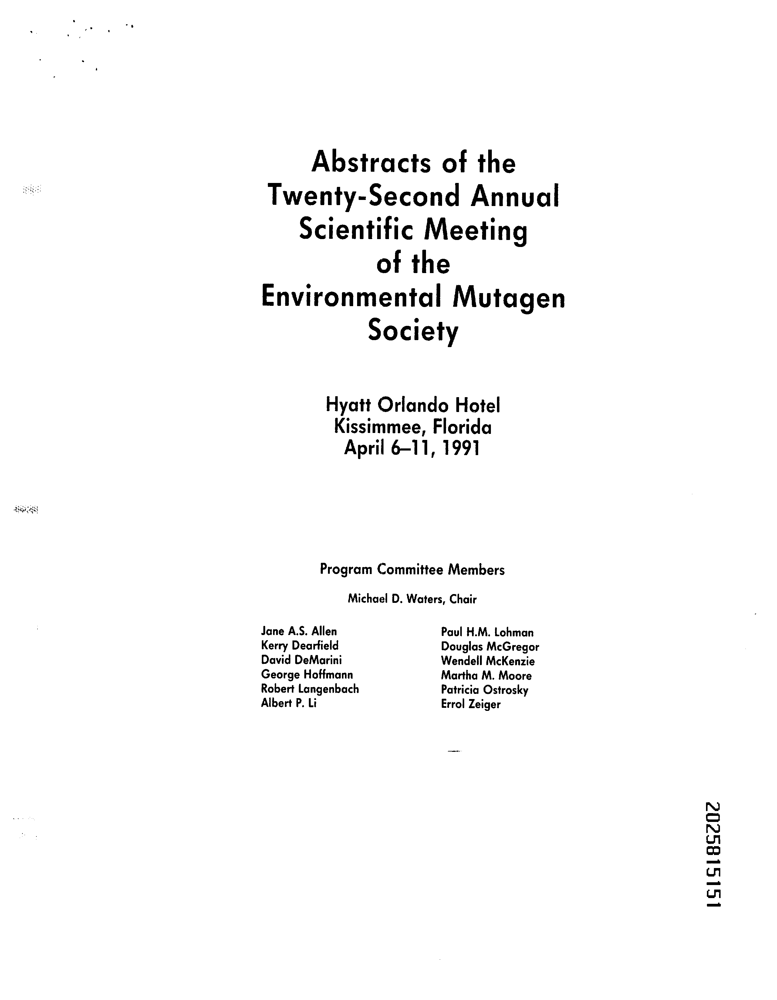 Abstracts of the
Twenty-Second Annual
Scientific Meeting
of the
Environmental Mutagen
Society
Hyatt Orlando Hotel
Kissimmee, Florida
April 6–11, 1991
Program Committee Members
Michael D. Waters, Chair
Jane A.S. Allen
Kerry Dearfield
David DeMarini
George Hoffmann
Robert Langenbach
Albert P. Li
Paul H.M. Lohman
Douglas McGregor
Wendell McKenzie
Martha M. Moore
Patricia Ostrosky
Errol Zeiger
2025815151